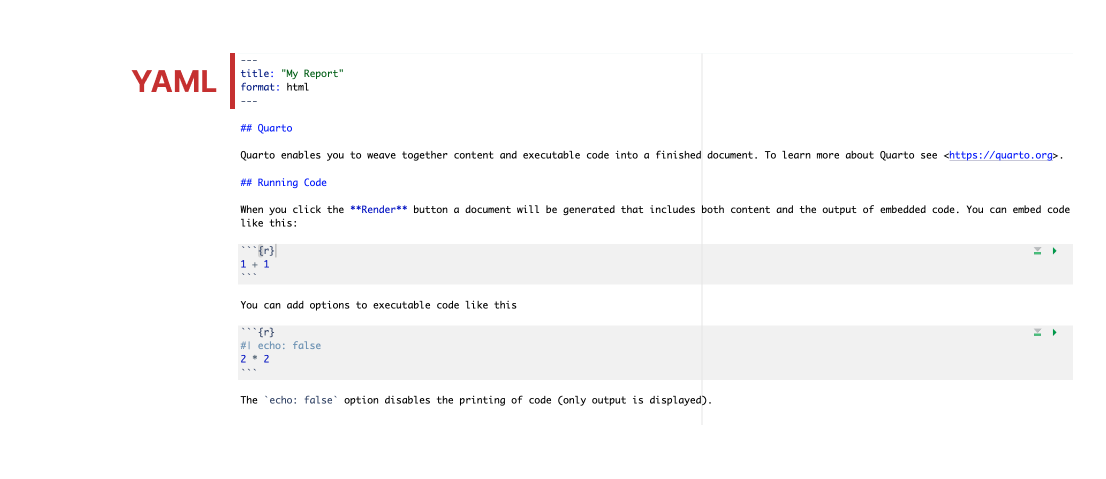 YAML
---
title: "My Report"
format: html
---
## Quarto
Quarto enables you to weave together content and executable code into a finished document. To learn more about Quarto see <https://quarto.org>.
## Running Code
When you click the **Render** button a document will be generated that includes both content and the output of embedded code. You can embed code
like this:
```{r}
1 + 1
```
You can add options to executable code like this
```{r}
#| echo: false
2 * 2
```
The `echo: false` option disables the printing of code (only output is displayed).